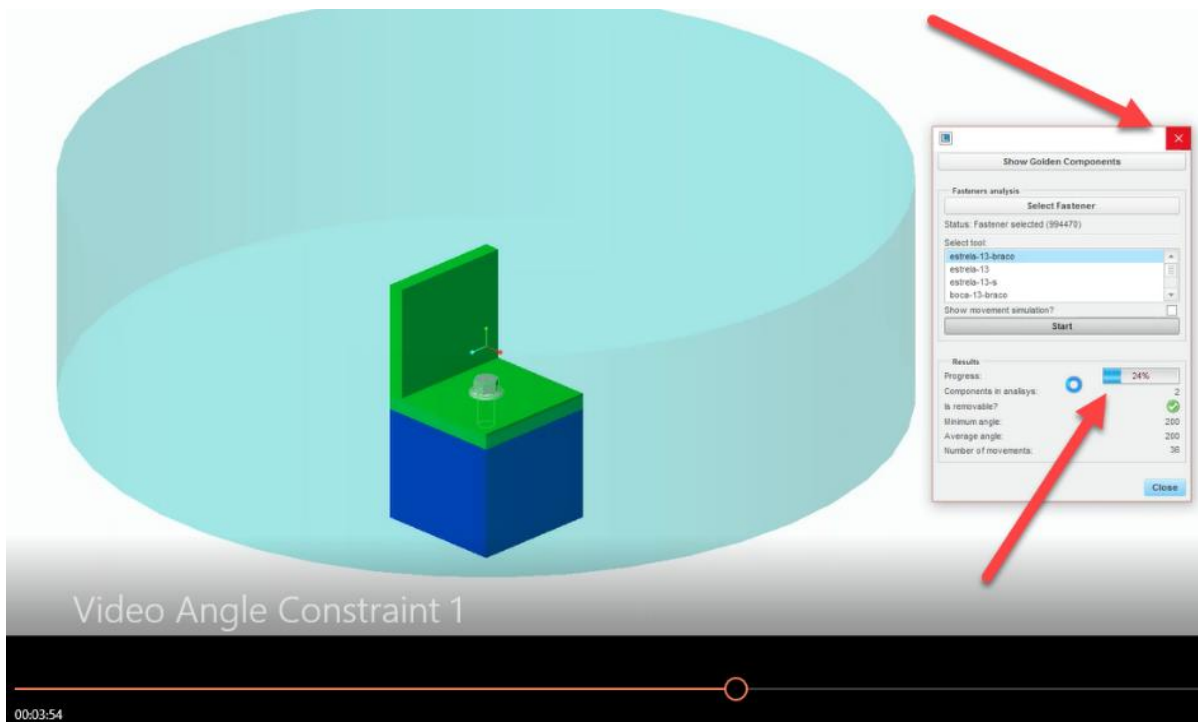 Show Golden Components
Fasteners analysis
Select Fastener
Status: Fastener selected (994470)
Select tool:
estrela-13-braco
estrela-13
estrela-13-s
boca-13-braco
Show movement simulation?
Start
Results
Progress: 24%
Components in analisys: 2
Is removable?
Minimum angle: 200
Average angle: 200
Number of movements: 36
Close
Video Angle Constraint 1
00:03:54